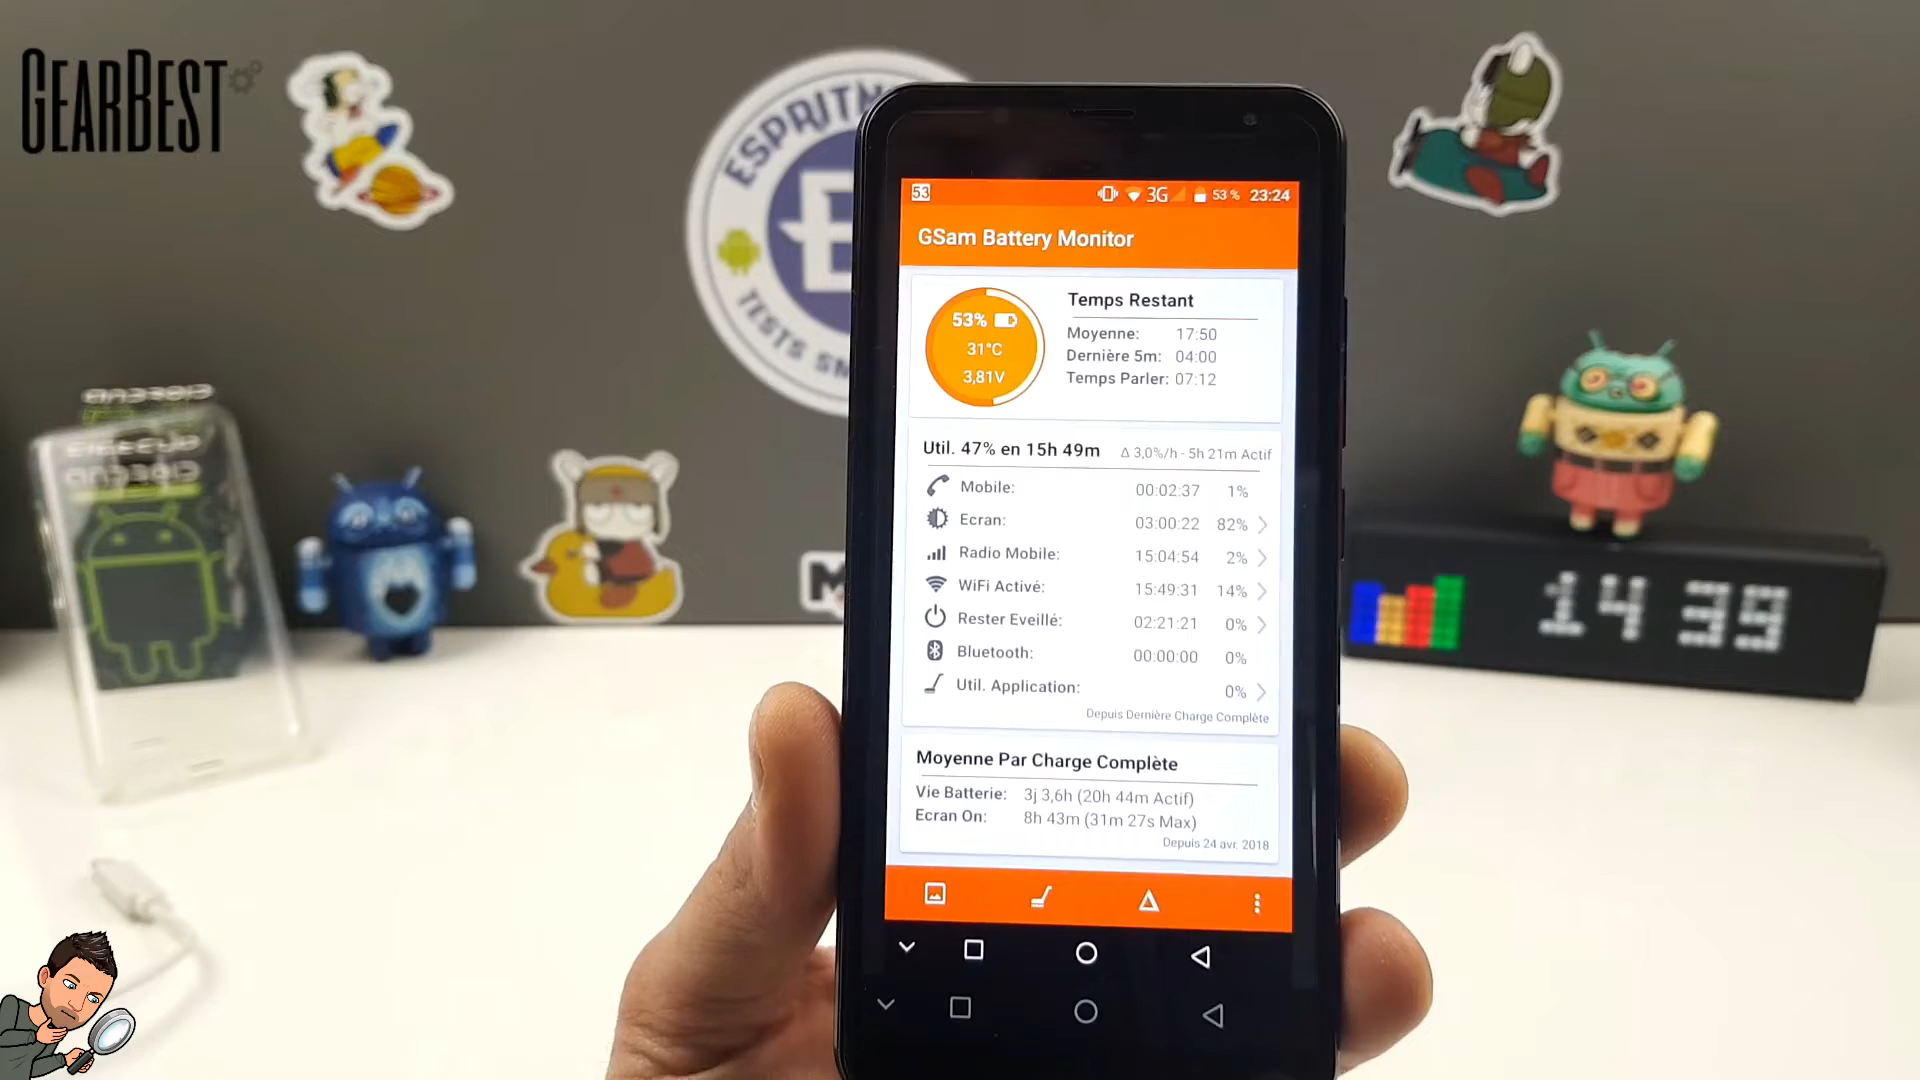 GEARBEST
ESPRITN
TESTS SM
ANDROID
ANDROID
53
3G
53 %
23:24
GSam Battery Monitor
53%
31°C
3,81V
Temps Restant
Moyenne: 17:50
Dernière 5m: 04:00
Temps Parler: 07:12
Util. 47% en 15h 49m Δ 3,0%/h - 5h 21m Actif
Mobile: 00:02:37 1%
Ecran: 03:00:22 82%
Radio Mobile: 15:04:54 2%
WiFi Activé: 15:49:31 14%
Rester Eveillé: 02:21:21 0%
Bluetooth: 00:00:00 0%
Util. Application: 0%
Depuis Dernière Charge Complète
Moyenne Par Charge Complète
Vie Batterie: 3j 3,6h (20h 44m Actif)
Ecran On: 8h 43m (31m 27s Max)
Depuis 24 avr. 2018
14 39